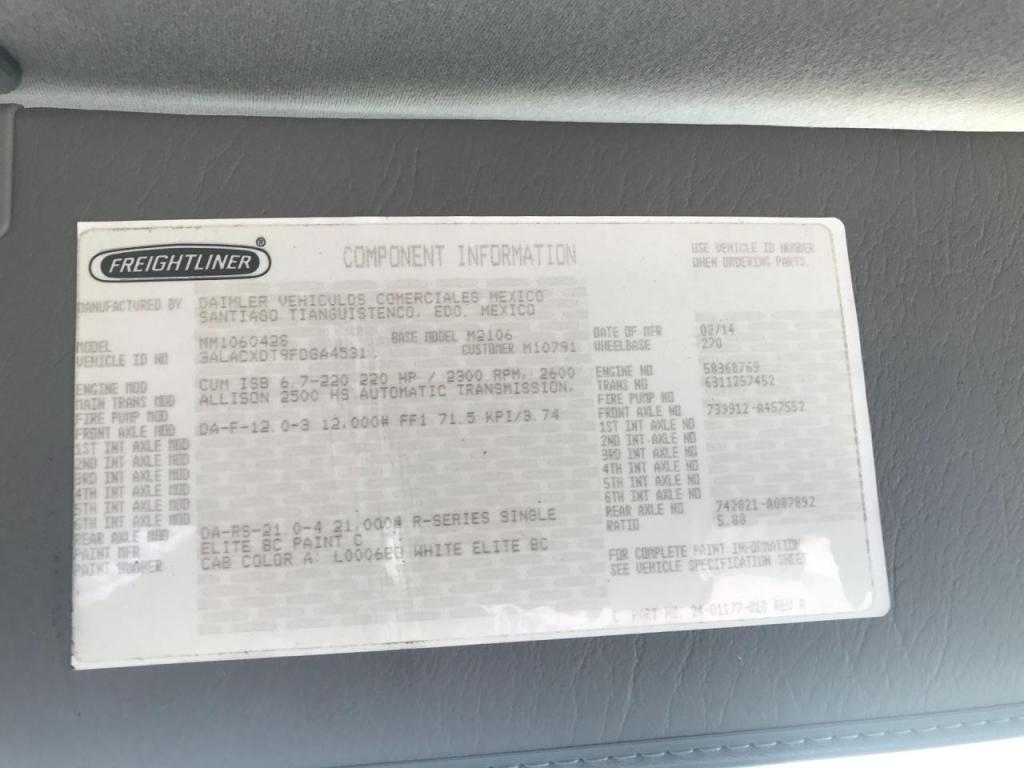 FREIGHTLINER ®
COMPONENT INFORMATION
USE VEHICLE ID NUMBER
WHEN ORDERING PARTS.
MANUFACTURED BY DAIMLER VEHICULOS COMERCIALES MEXICO
SANTIAGO TIANGUISTENCO, EDO. MEXICO
MODEL MM106042S BASE MODEL M2106 DATE OF MFR 02/14
VEHICLE ID NO 3ALACXDT9FDGA4531 CUSTOMER M10791 WHEELBASE 270
ENGINE MOD CUM ISB 6.7-220 220 HP / 2300 RPM, 2600 ENGINE NO 58368769
MAIN TRANS MOD ALLISON 2500 HS AUTOMATIC TRANSMISSION, TRANS NO 6311257452
FIRE PUMP MOD FIRE PUMP NO
FRONT AXLE MOD DA-F-12.0-3 12,000# FF1 71.5 KPI/3.74 FRONT AXLE NO 739912-A457552
1ST INT AXLE MOD 1ST INT AXLE NO
2ND INT AXLE MOD 2ND INT AXLE NO
3RD INT AXLE MOD 3RD INT AXLE NO
4TH INT AXLE MOD 4TH INT AXLE NO
5TH INT AXLE MOD 5TH INT AXLE NO
6TH INT AXLE MOD 6TH INT AXLE NO
REAR AXLE MOD DA-RS-21.0-4 21,000# R-SERIES SINGLE REAR AXLE NO 742821-A087892
PAINT MFR ELITE BC PAINT C RATIO
PAINT NUMBER CAB COLOR A: WHITE ELITE BC
FOR COMPLETE PAINT INFORMATION
SEE VEHICLE SPECIFICATION SHEET
PART NO. 24-01177-010 REV A